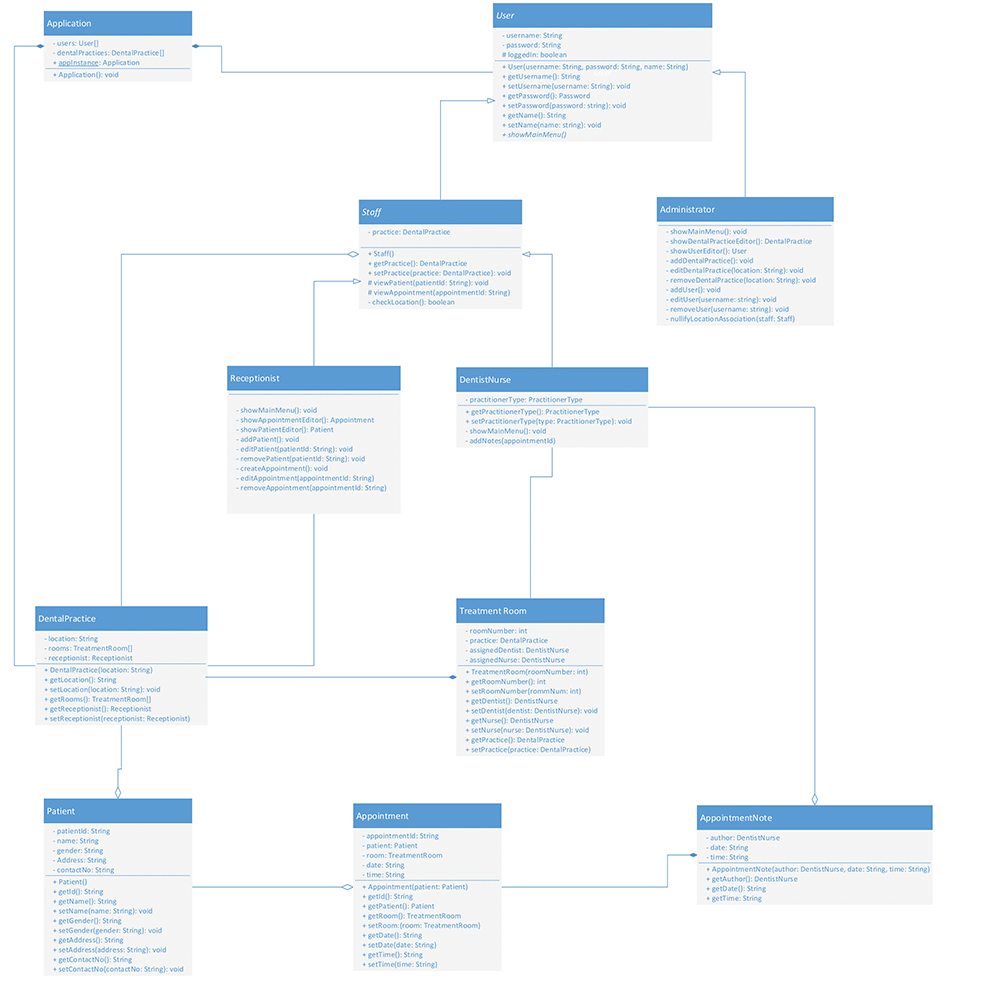 Application
- users: User[]
- dentalPractices: DentalPractice[]
+ appInstance: Application
+ Application(): void
User
- username: String
- password: String
# loggedIn: boolean
+ User(username: String, password: String, name: String)
+ getUsername(): String
+ setUsername(username: String): void
+ getPassword(): Password
+ setPassword(password: string): void
+ getName(): String
+ setName(name: string): void
+ showMainMenu()
Staff
- practice: DentalPractice
+ Staff()
+ getPractice(): DentalPractice
+ setPractice(practice: DentalPractice): void
# viewPatient(patientId: String): void
# viewAppointment(appointmentId: String)
- checkLocation(): boolean
Administrator
- showMainMenu(): void
- showDentalPracticeEditor(): DentalPractice
- showUserEditor(): User
- addDentalPractice(): void
- editDentalPractice(location: String): void
- removeDentalPractice(location: String): void
- addUser(): void
- editUser(username: string): void
- removeUser(username: string): void
- nullifyLocationAssociation(staff: Staff)
Receptionist
- showMainMenu(): void
- showAppointmentEditor(): Appointment
- showPatientEditor(): Patient
- addPatient(): void
- editPatient(patientId: String): void
- removePatient(patientId: String): void
- createAppointment(): void
- editAppointment(appointmentId: String)
- removeAppointment(appointmentId: String)
DentistNurse
- practitionerType: PractitionerType
+ getPractitionerType(): PractitionerType
+ setPractitionerType(type: PractitionerType): void
- showMainMenu(): void
- addNotes(appointmentId)
DentalPractice
- location: String
- rooms: TreatmentRoom[]
- receptionist: Receptionist
+ DentalPractice(location: String)
+ getLocation(): String
+ setLocation(location: String): void
+ getRooms(): TreatmentRoom[]
+ getReceptionist(): Receptionist
+ setReceptionist(receptionist: Receptionist)
Treatment Room
- roomNumber: int
- practice: DentalPractice
- assignedDentist: DentistNurse
- assignedNurse: DentistNurse
+ TreatmentRoom(roomNumber: int)
+ getRoomNumber(): int
+ setRoomNumber(rommNum: int)
+ getDentist(): DentistNurse
+ setDentist(dentist: DentistNurse): void
+ getNurse(): DentistNurse
+ setNurse(nurse: DentistNurse): void
+ getPractice(): DentalPractice
+ setPractice(practice: DentalPractice)
Patient
- patientId: String
- name: String
- gender: String
- Address: String
- contactNo: String
+ Patient()
+ getId(): String
+ getName(): String
+ setName(name: String): void
+ getGender(): String
+ setGender(gender: String): void
+ getAddress(): String
+ setAddress(address: String): void
+ getContactNo(): String
+ setContactNo(contactNo: String): void
Appointment
- appointmentId: String
- patient: Patient
- room: TreatmentRoom
- date: String
- time: String
+ Appointment(patient: Patient)
+ getId(): String
+ getPatient(): Patient
+ getRoom(): TreatmentRoom
+ setRoom:(room: TreatmentRoom)
+ getDate(): String
+ setDate(date: String)
+ getTime(): String
+ setTime(time: String)
AppointmentNote
- author: DentistNurse
- date: String
- time: String
+ AppointmentNote(author: DentistNurse, date: String, time: String)
+ getAuthor(): DentistNurse
+ getDate(): String
+ getTime: String